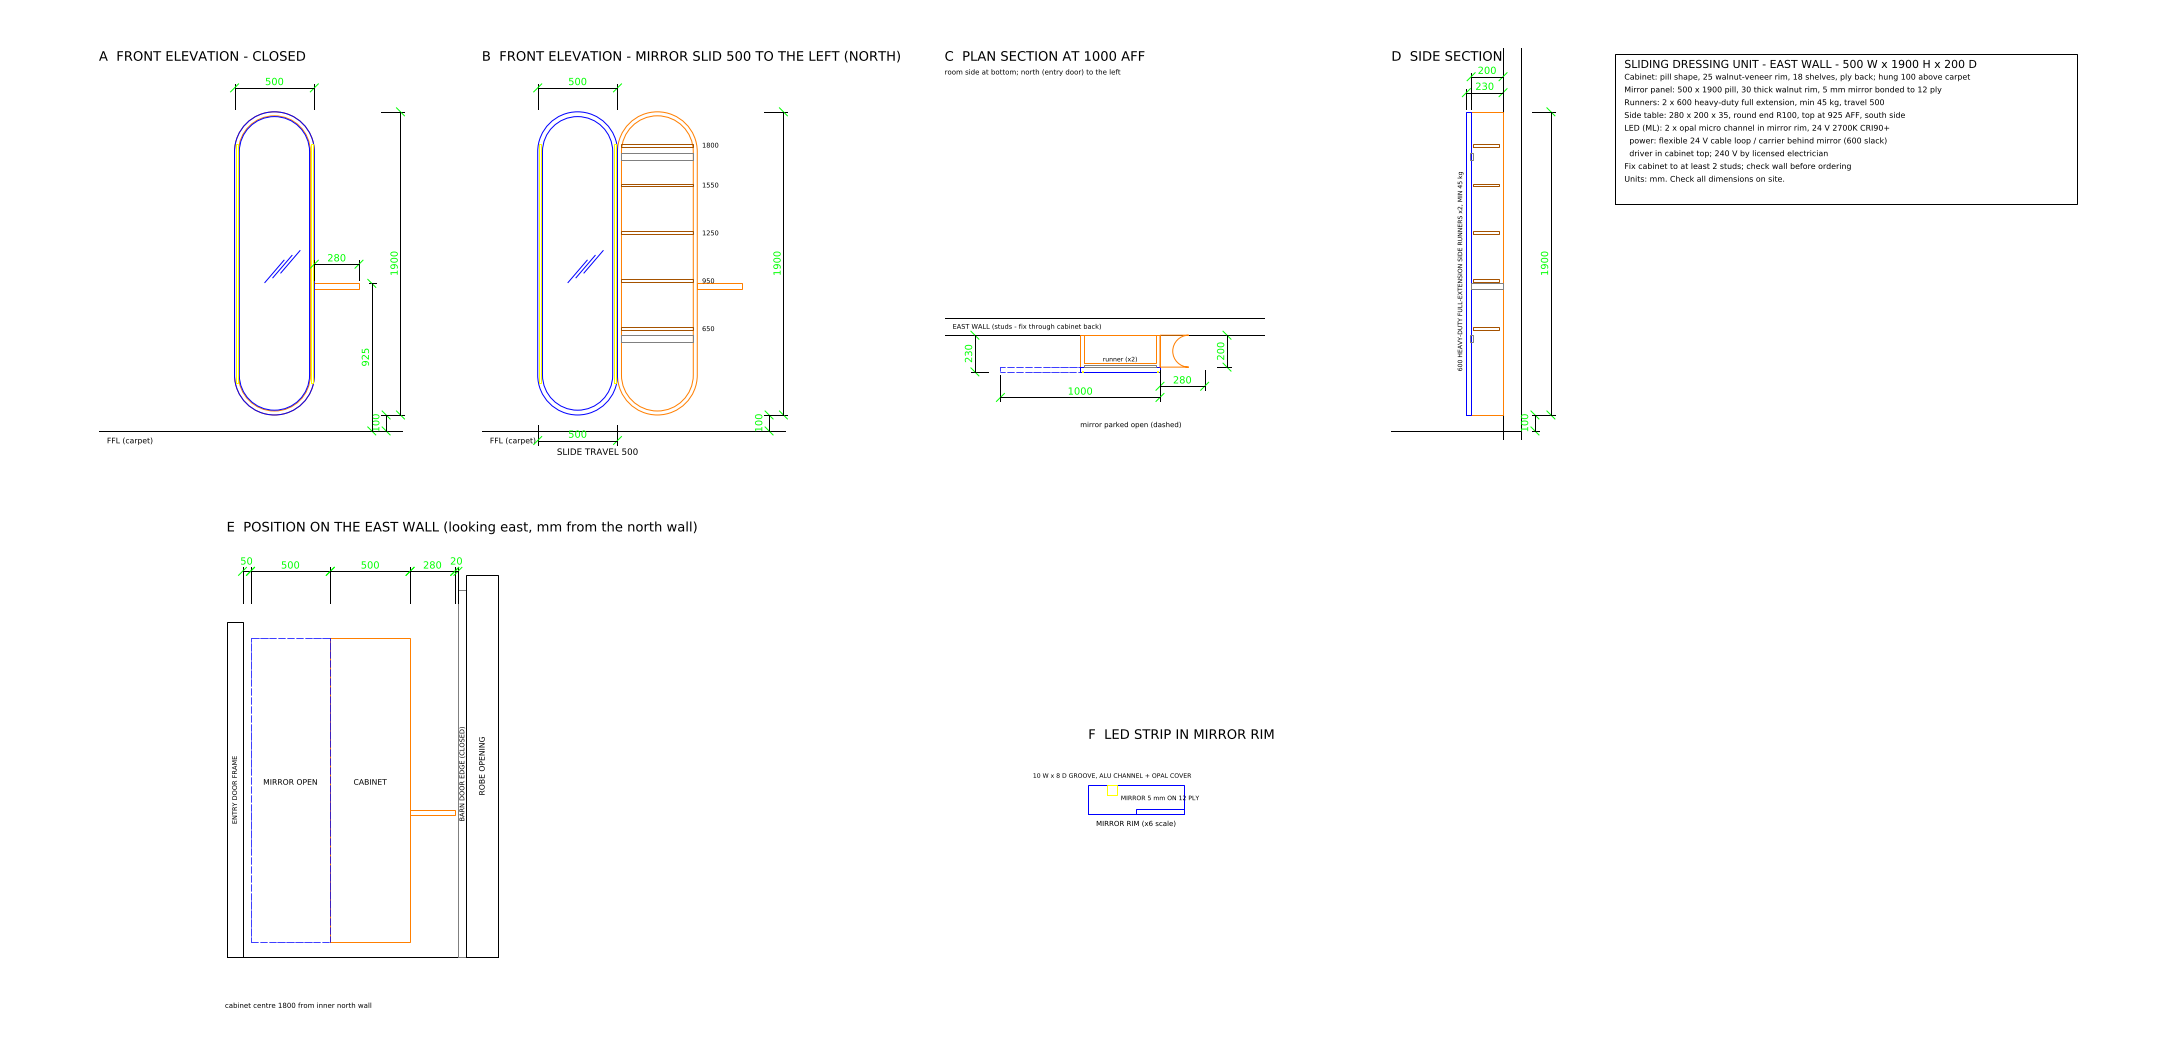 A  FRONT ELEVATION - CLOSED
500
280
1900
925
100
FFL (carpet)
B  FRONT ELEVATION - MIRROR SLID 500 TO THE LEFT (NORTH)
500
1800
1550
1250
950
650
1900
100
FFL (carpet)
500
SLIDE TRAVEL 500
C  PLAN SECTION AT 1000 AFF
room side at bottom; north (entry door) to the left
EAST WALL (studs - fix through cabinet back)
230
runner (x2)
200
280
1000
mirror parked open (dashed)
D  SIDE SECTION
200
230
600 HEAVY-DUTY FULL-EXTENSION SIDE RUNNERS x2, MIN 45 kg
1900
100
SLIDING DRESSING UNIT - EAST WALL - 500 W x 1900 H x 200 D
Cabinet: pill shape, 25 walnut-veneer rim, 18 shelves, ply back; hung 100 above carpet
Mirror panel: 500 x 1900 pill, 30 thick walnut rim, 5 mm mirror bonded to 12 ply
Runners: 2 x 600 heavy-duty full extension, min 45 kg, travel 500
Side table: 280 x 200 x 35, round end R100, top at 925 AFF, south side
LED (ML): 2 x opal micro channel in mirror rim, 24 V 2700K CRI90+
power: flexible 24 V cable loop / carrier behind mirror (600 slack)
driver in cabinet top; 240 V by licensed electrician
Fix cabinet to at least 2 studs; check wall before ordering
Units: mm. Check all dimensions on site.
E  POSITION ON THE EAST WALL (looking east, mm from the north wall)
50
500
500
280
20
ENTRY DOOR FRAME
MIRROR OPEN
CABINET
BARN DOOR EDGE (CLOSED)
ROBE OPENING
cabinet centre 1800 from inner north wall
F  LED STRIP IN MIRROR RIM
10 W x 8 D GROOVE, ALU CHANNEL + OPAL COVER
MIRROR 5 mm ON 12 PLY
MIRROR RIM (x6 scale)